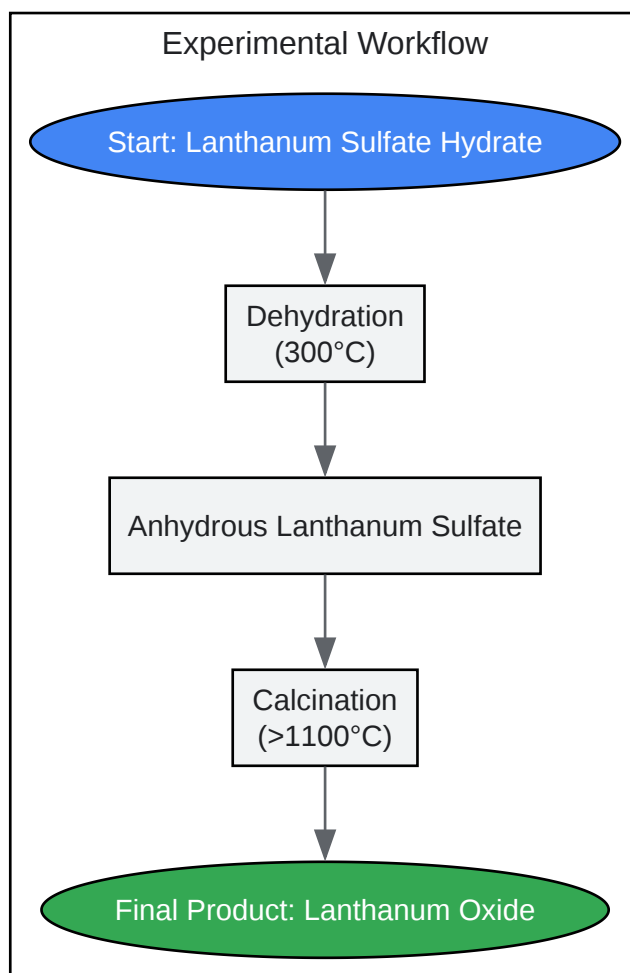 Experimental Workflow
Start: Lanthanum Sulfate Hydrate
Dehydration
(300°C)
Anhydrous Lanthanum Sulfate
Calcination
(>1100°C)
Final Product: Lanthanum Oxide